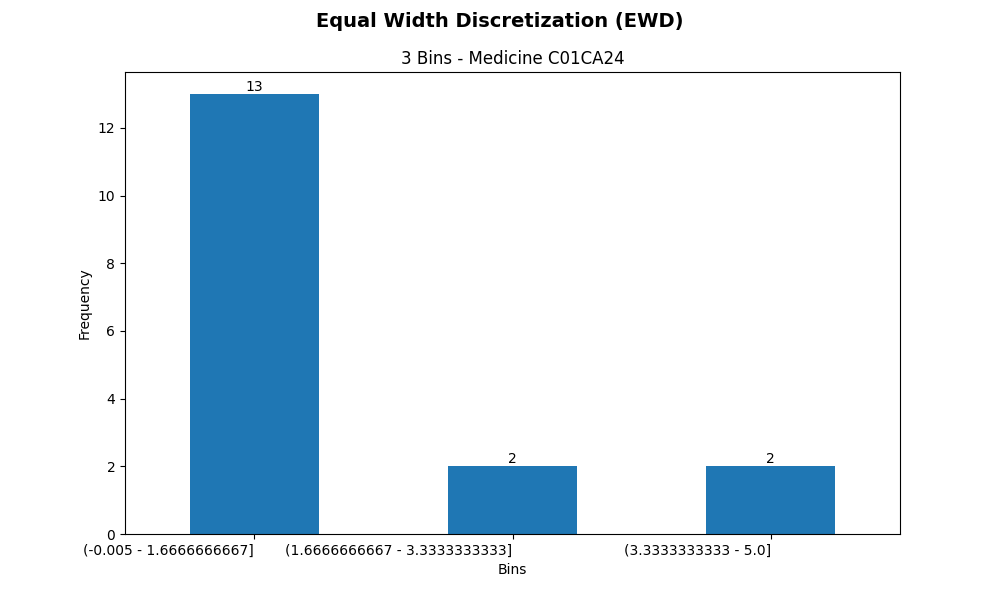 Equal Width Discretization (EWD)
3 Bins - Medicine C01CA24
13
12
10
8
6
4
2
0
2
2
Frequency
(-0.005 - 1.6666666667]
(1.6666666667 - 3.3333333333]
(3.3333333333 - 5.0]
Bins